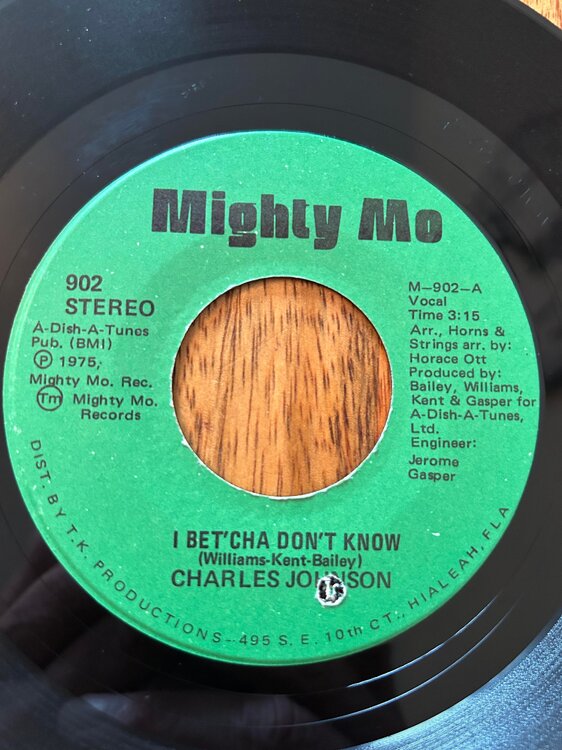 Mighty Mo
902
STEREO
A-Dish-A-Tunes
Pub. (BMI)
Ⓟ 1975,
Mighty Mo. Rec.
Tm Mighty Mo.
Records
M-902-A
Vocal
Time 3:15
Arr., Horns &
Strings arr. by:
Horace Ott
Produced by:
Bailey, Williams,
Kent & Gasper for
A-Dish-A-Tunes,
Ltd.
Engineer:
Jerome
Gasper
I BET'CHA DON'T KNOW
(Williams-Kent-Bailey)
CHARLES JOHNSON
DIST. BY T.K. PRODUCTIONS--495 S. E. 10th CT., HIALEAH, FLA